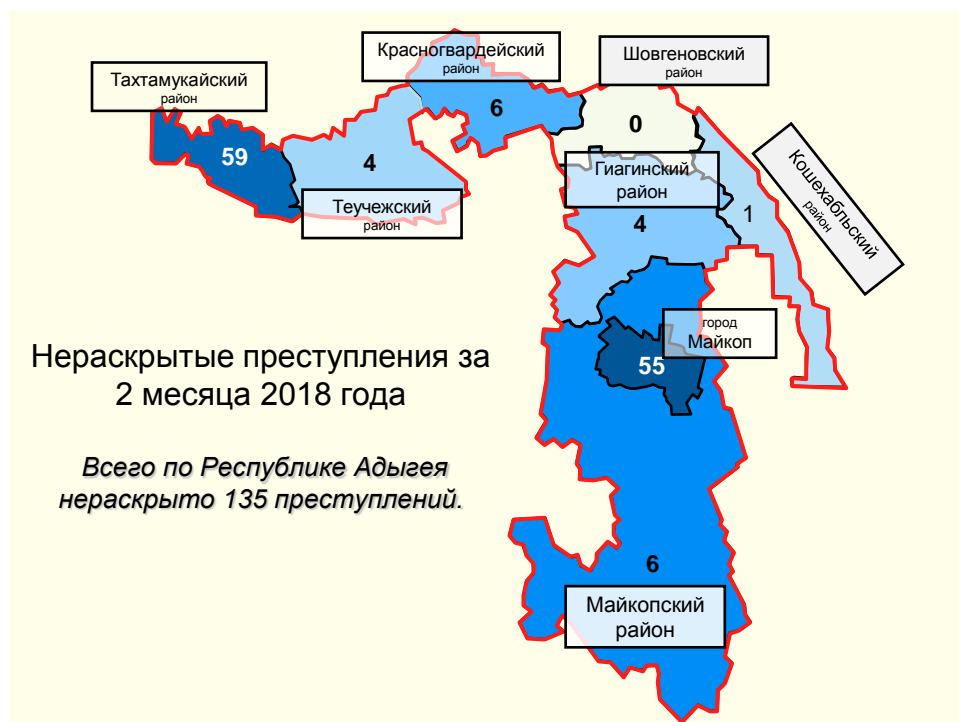 Красногвардейский
район
Шовгеновский
район
Тахтамукайский
район
6
0
59
4
Гиагинский
район
Кошехабльский
район
Теучежский
район
4
1
город
Майкоп
55
Нераскрытые преступления за
2 месяца 2018 года
Всего по Республике Адыгея
нераскрыто 135 преступлений.
6
Майкопский
район